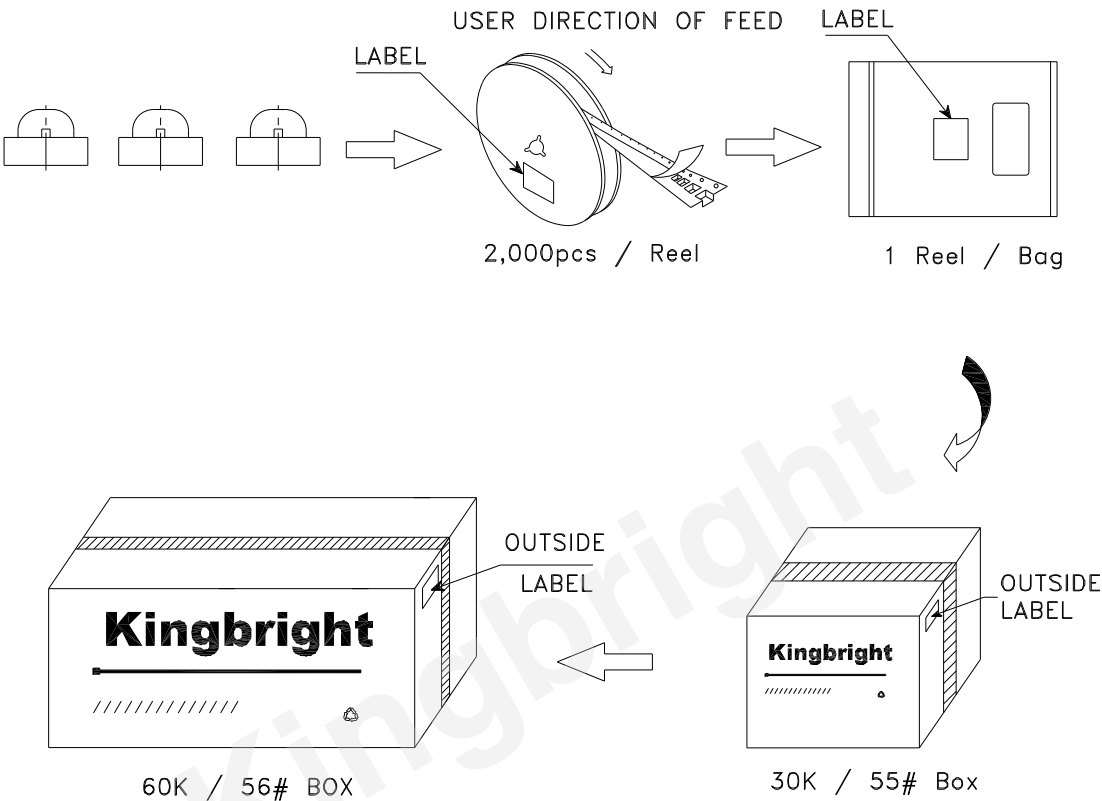 USER DIRECTION OF FEED
LABEL
LABEL
2,000pcs / Reel
1 Reel / Bag
OUTSIDE
LABEL
OUTSIDE
LABEL
Kingbright
Kingbright
60K / 56# BOX
30K / 55# Box
Kingbright